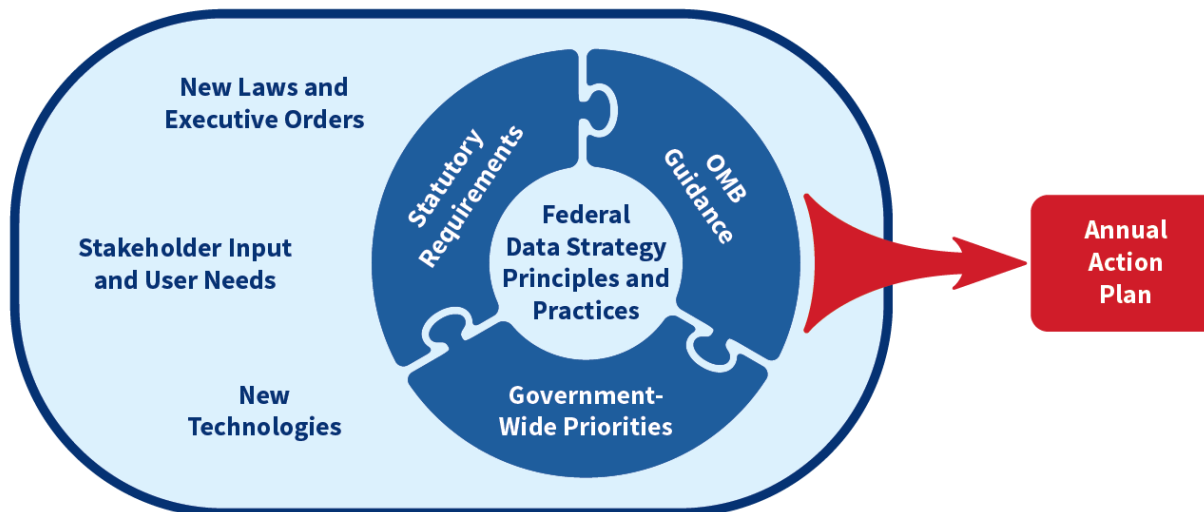 New Laws and
Executive Orders
Stakeholder Input
and User Needs
New
Technologies
Statutory
Requirements
OMB
Guidance
Government-
Wide Priorities
Federal
Data Strategy
Principles and
Practices
Annual
Action
Plan